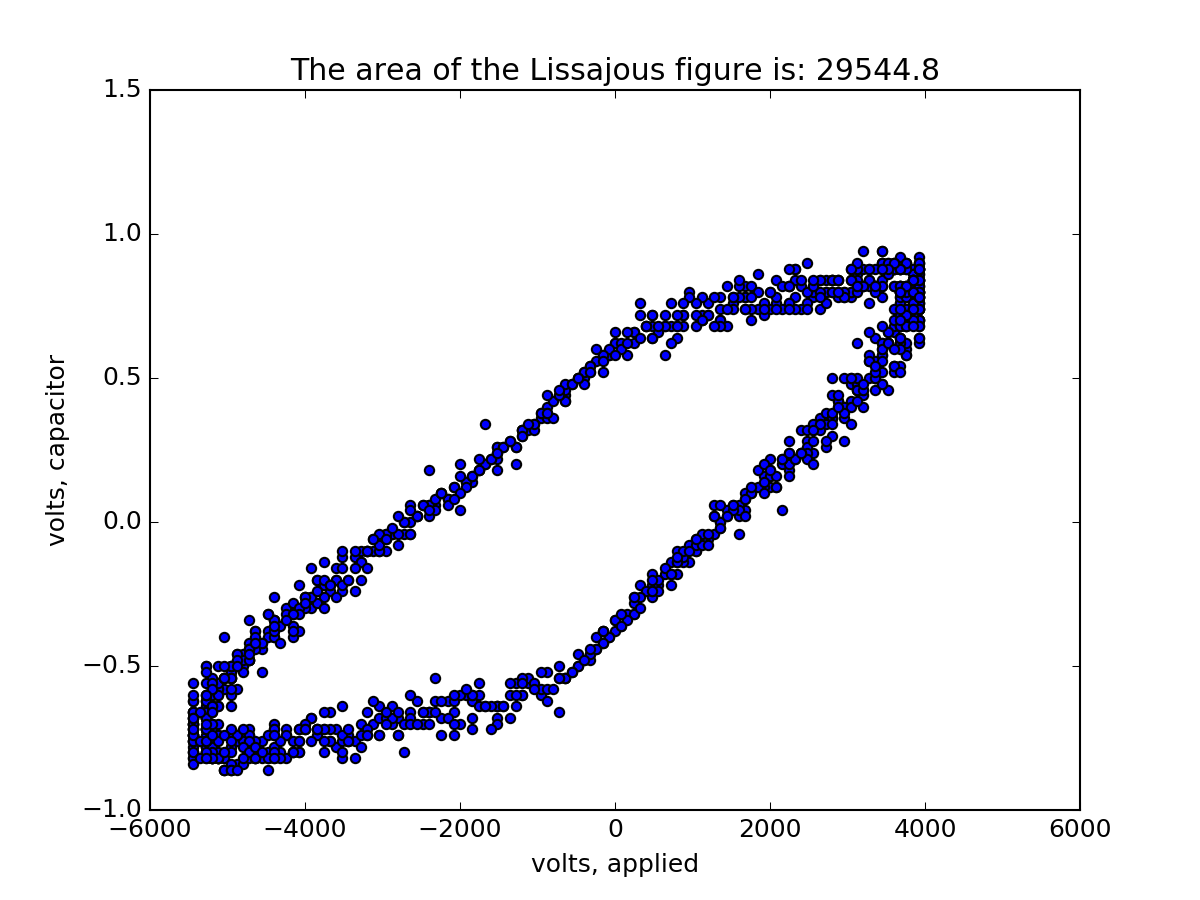 The area of the Lissajous figure is: 29544.8
1.5
1.0
0.5
0.0
−0.5
−1.0
volts, capacitor
−6000 −4000 −2000 0 2000 4000 6000
volts, applied